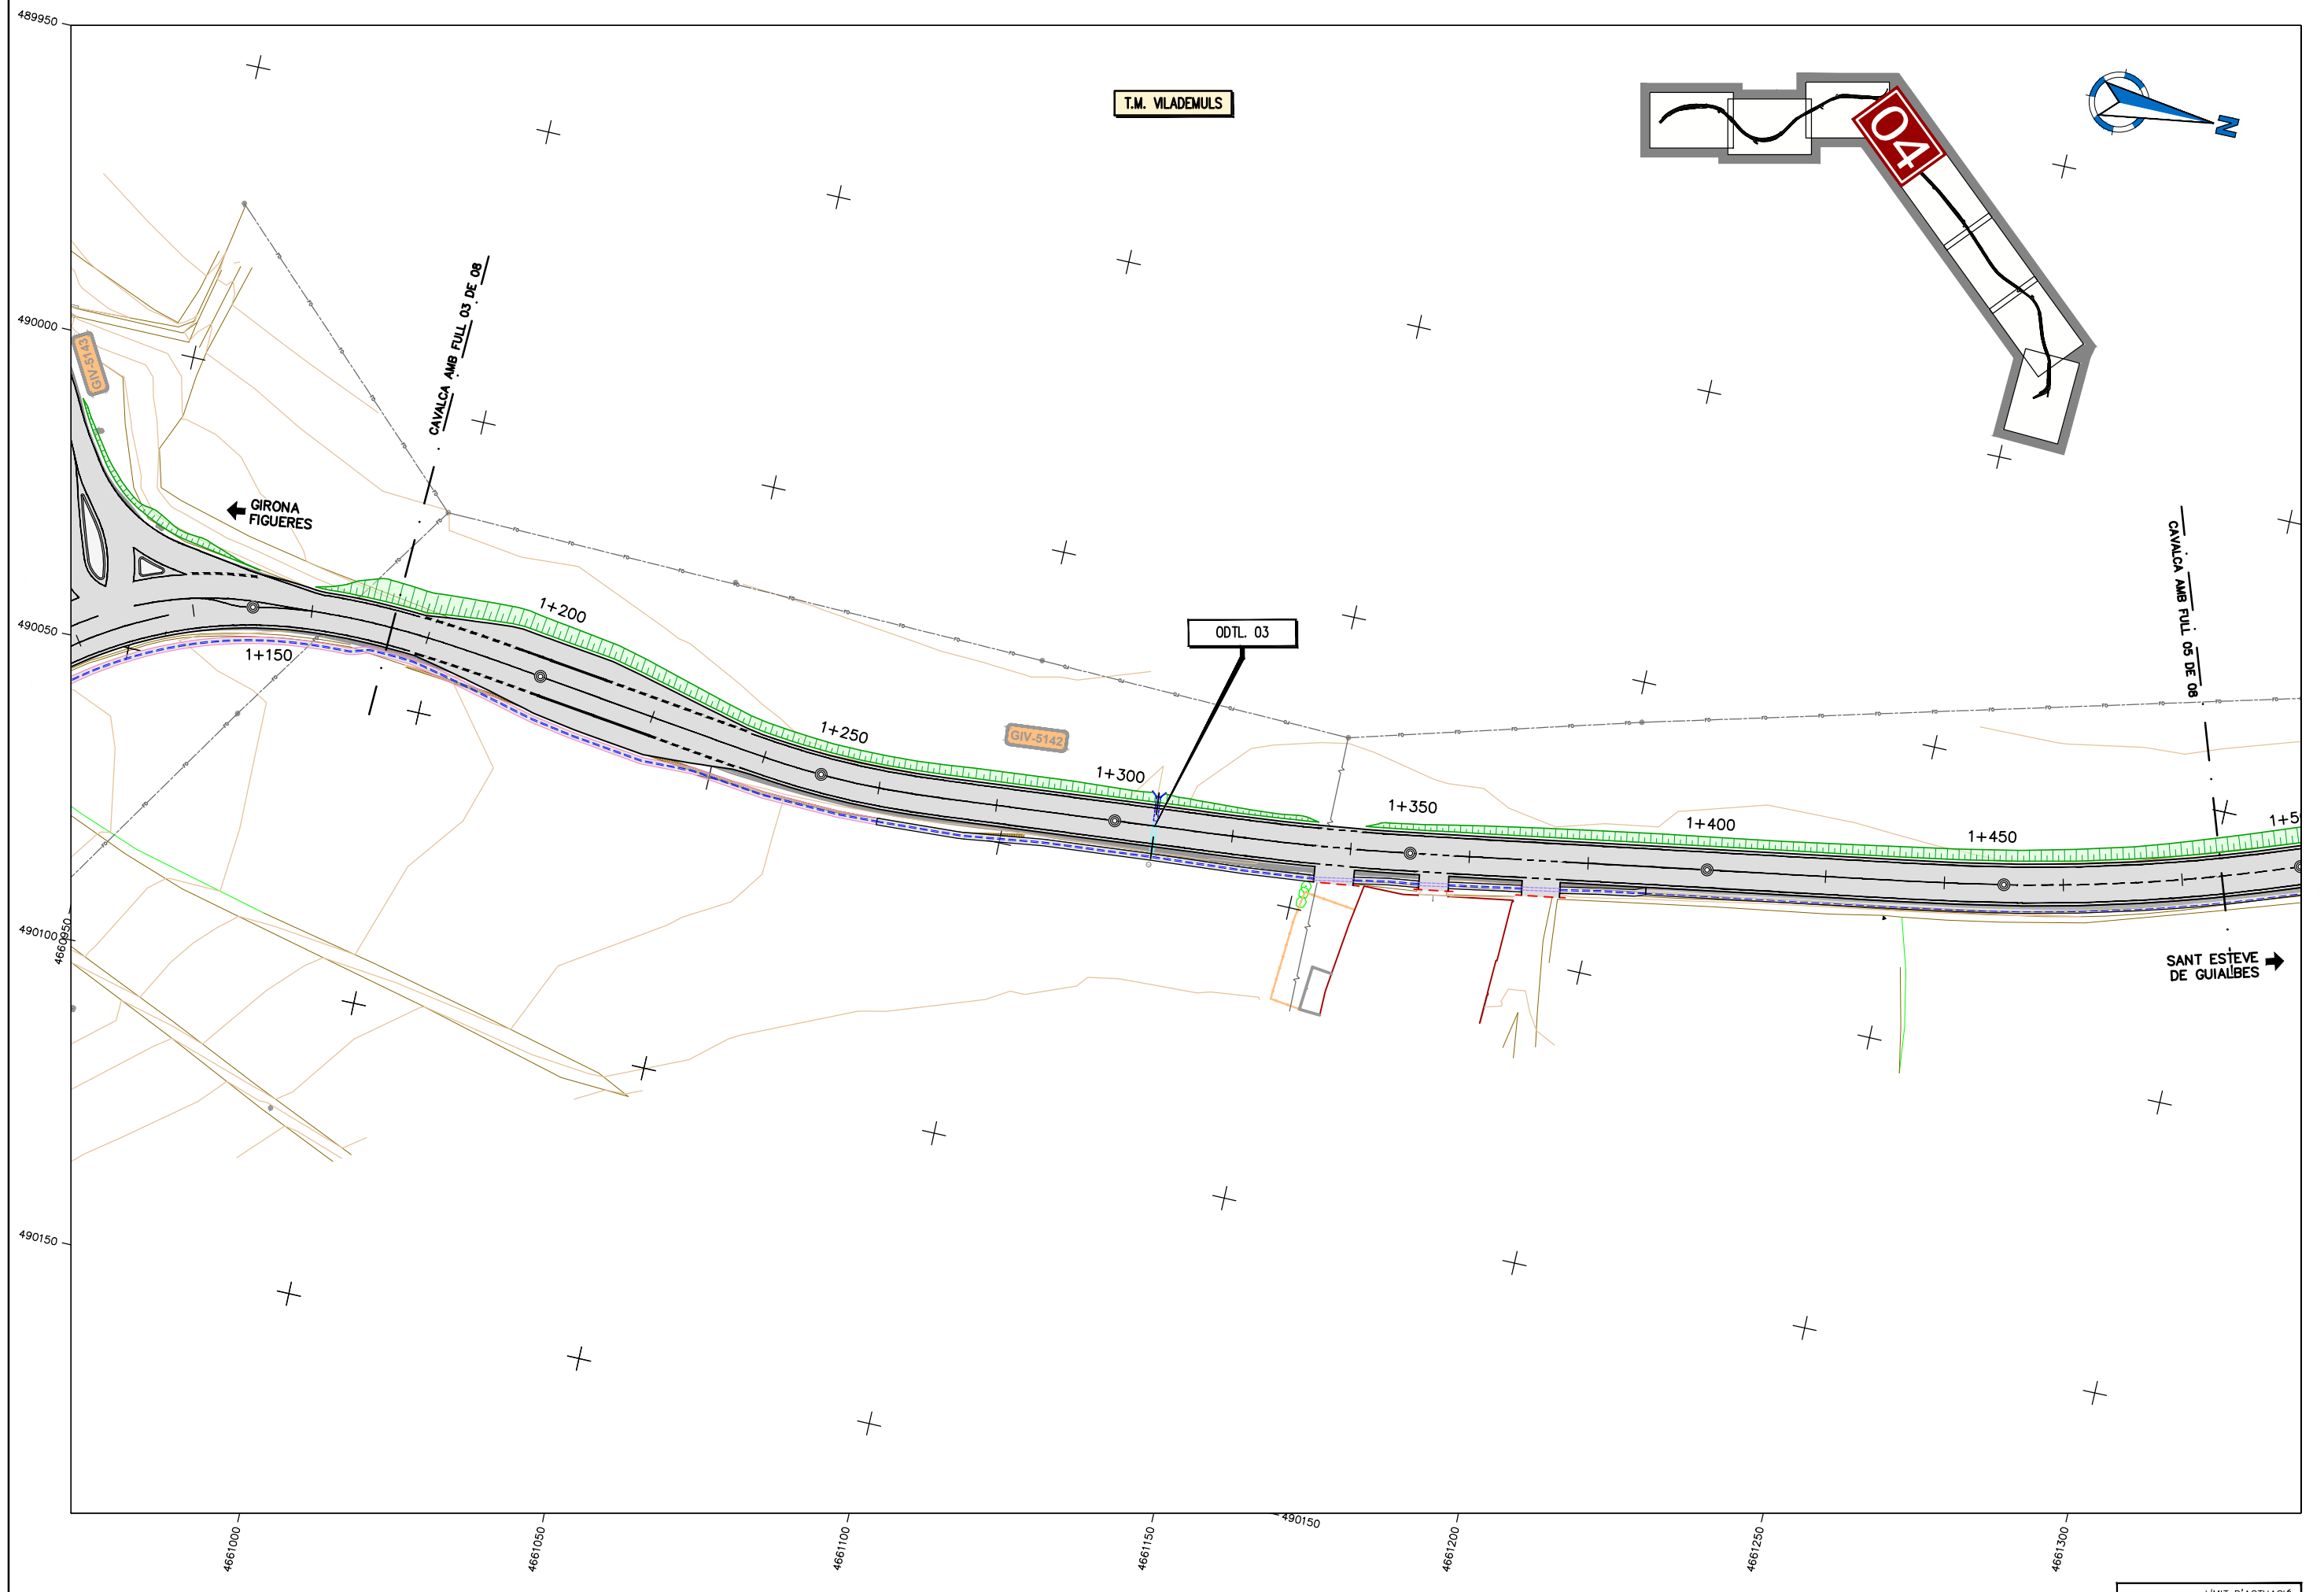 489950
T.M. VILADEMULS
04
N
490000
GIV-5143
CAVALCA AMB FULL 03 DE 08
GIRONA
FIGUERES
490050
1+150
1+200
ODTL. 03
CAVALCA AMB FULL 05 DE 08
1+250
GIV-5142
1+300
1+350
1+400
1+450
1+5
490100
4660950
SANT ESTEVE
DE GUIALBES
490150
490150
4661000
4661050
4661100
4661150
4661200
4661250
4661300